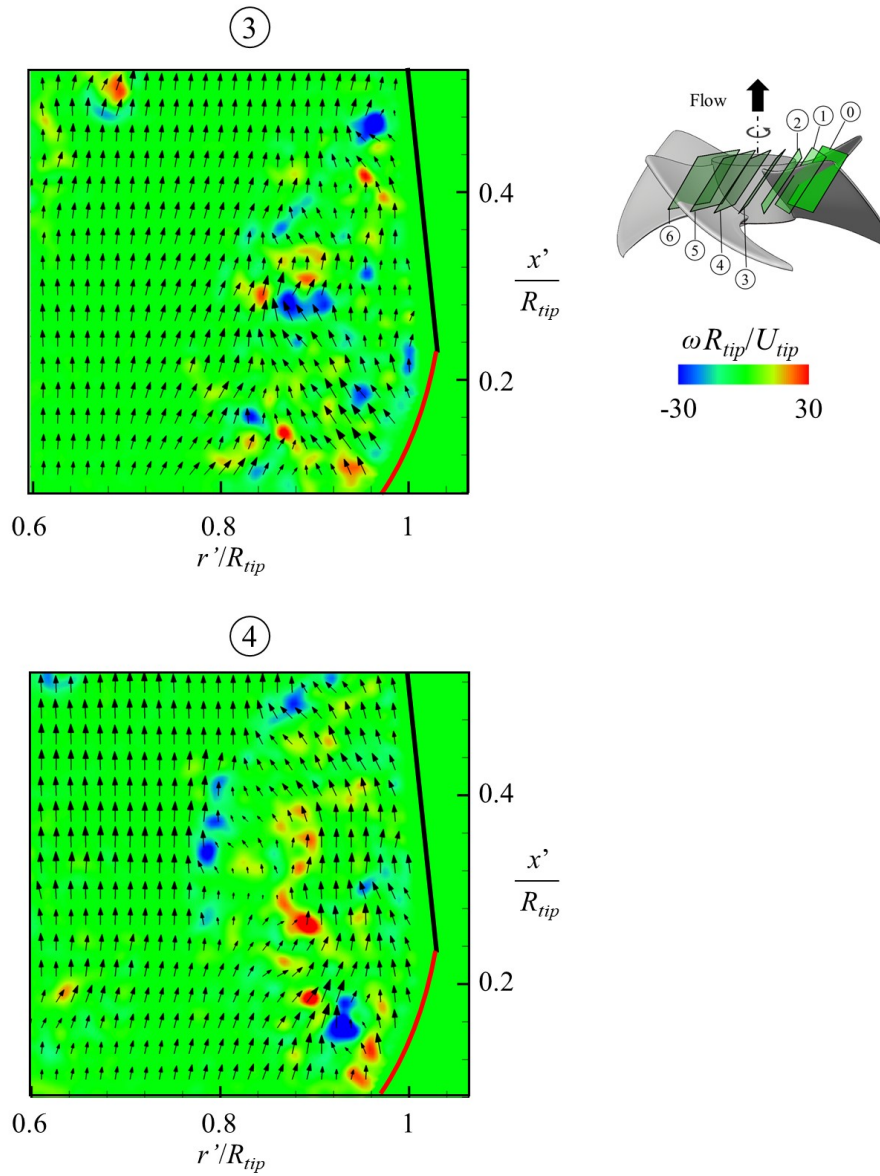 ③
0.4
x’
R_tip
0.2
0.6 0.8 1
r’/R_tip
Flow
② ① ⓪
⑥ ⑤ ④ ③
ωR_tip/U_tip
-30 30
④
0.4
x’
R_tip
0.2
0.6 0.8 1
r’/R_tip